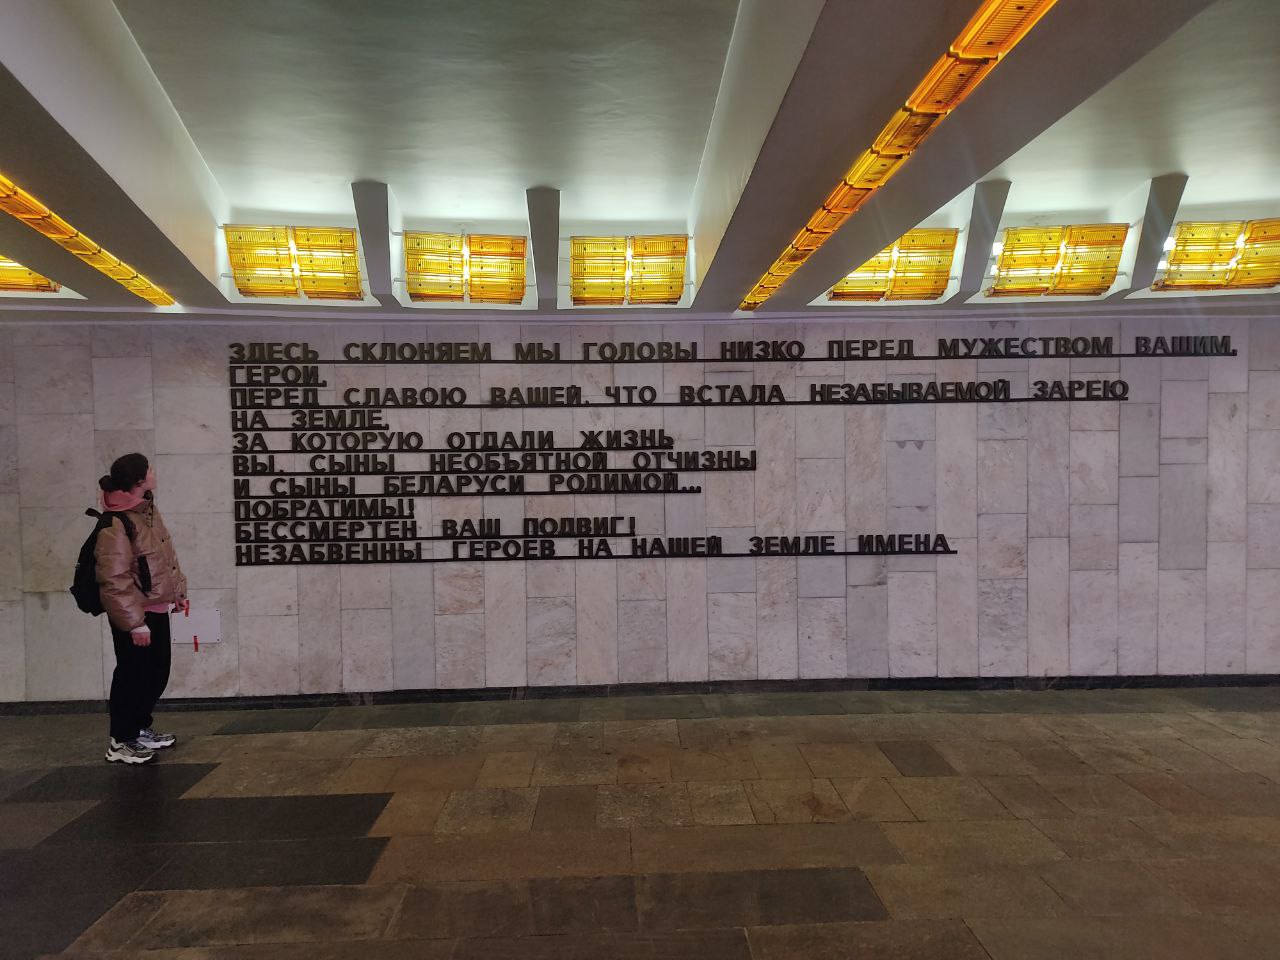 ЗДЕСЬ СКЛОНЯЕМ МЫ ГОЛОВЫ НИЗКО ПЕРЕД МУЖЕСТВОМ ВАШИМ,
ГЕРОИ,
ПЕРЕД СЛАВОЮ ВАШЕЙ, ЧТО ВСТАЛА НЕЗАБЫВАЕМОЙ ЗАРЕЮ
НА ЗЕМЛЕ,
ЗА КОТОРУЮ ОТДАЛИ ЖИЗНЬ
ВЫ, СЫНЫ НЕОБЪЯТНОЙ ОТЧИЗНЫ
И СЫНЫ БЕЛАРУСИ РОДИМОЙ...
ПОБРАТИМЫ!
БЕССМЕРТЕН ВАШ ПОДВИГ!
НЕЗАБВЕННЫ ГЕРОЕВ НА НАШЕЙ ЗЕМЛЕ ИМЕНА